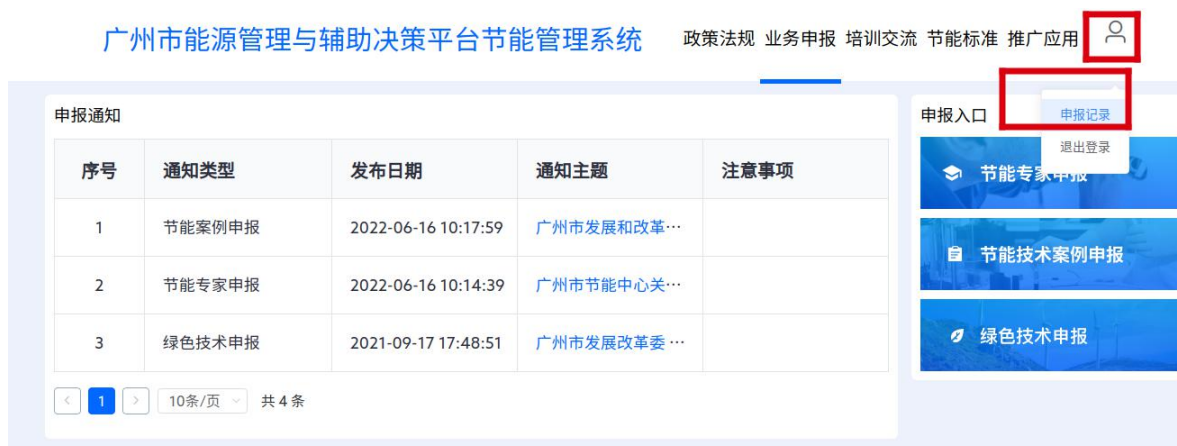 广州市能源管理与辅助决策平台节能管理系统 政策法规 业务申报 培训交流 节能标准 推广应用
申报通知
序号 通知类型 发布日期 通知主题 注意事项
1 节能案例申报 2022-06-16 10:17:59 广州市发展和改革…
2 节能专家申报 2022-06-16 10:14:39 广州市节能中心关…
3 绿色技术申报 2021-09-17 17:48:51 广州市发展改革委 …
< 1 > 10条/页 共 4 条
申报入口
申报记录
退出登录
节能专家申报
节能技术案例申报
绿色技术申报